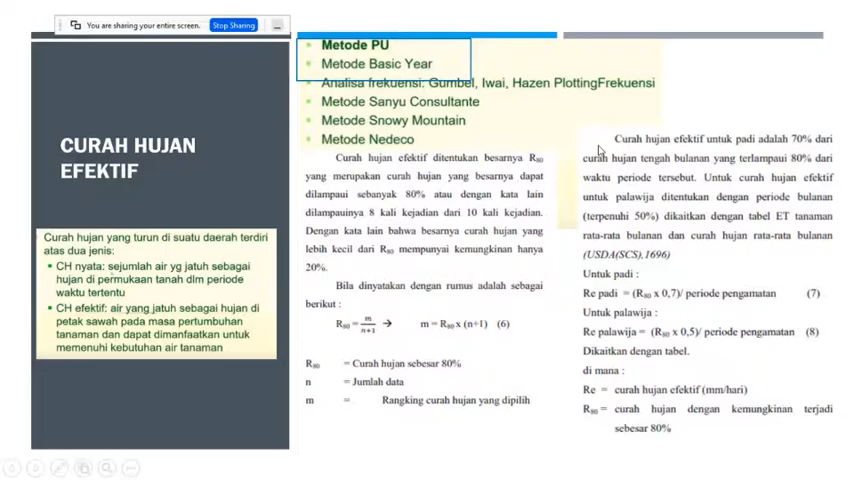 You are sharing your entire screen.
Stop Sharing
CURAH HUJAN
EFEKTIF
Curah hujan yang turun di suatu daerah terdiri
atas dua jenis:
• CH nyata: sejumlah air yg jatuh sebagai
hujan di permukaan tanah dlm periode
waktu tertentu
• CH efektif: air yang jatuh sebagai hujan di
petak sawah pada masa pertumbuhan
tanaman dan dapat dimanfaatkan untuk
memenuhi kebutuhan air tanaman
Metode PU
Metode Basic Year
Analisa frekuensi: Gumbel, Iwai, Hazen PlottingFrekuensi
Metode Sanyu Consultante
Metode Snowy Mountain
Metode Nedeco
Curah hujan efektif ditentukan besarnya R80
yang merupakan curah hujan yang besarnya dapat
dilampaui sebanyak 80% atau dengan kata lain
dilampauinya 8 kali kejadian dari 10 kali kejadian.
Dengan kata lain bahwa besarnya curah hujan yang
lebih kecil dari R80 mempunyai kemungkinan hanya
20%.
Bila dinyatakan dengan rumus adalah sebagai
berikut :
R80 = m/n+1 → m = R80 x (n+1) (6)
R80 = Curah hujan sebesar 80%
n = Jumlah data
m = Rangking curah hujan yang dipilih
Curah hujan efektif untuk padi adalah 70% dari
curah hujan tengah bulanan yang terlampaui 80% dari
waktu periode tersebut. Untuk curah hujan efektif
untuk palawija ditentukan dengan periode bulanan
(terpenuhi 50%) dikaitkan dengan tabel ET tanaman
rata-rata bulanan dan curah hujan rata-rata bulanan
(USDA(SCS),1696)
Untuk padi :
Re padi = (R80 x 0,7)/ periode pengamatan (7)
Untuk palawija :
Re palawija = (R80 x 0,5)/ periode pengamatan (8)
Dikaitkan dengan tabel.
di mana :
Re = curah hujan efektif (mm/hari)
R80 = curah hujan dengan kemungkinan terjadi
sebesar 80%